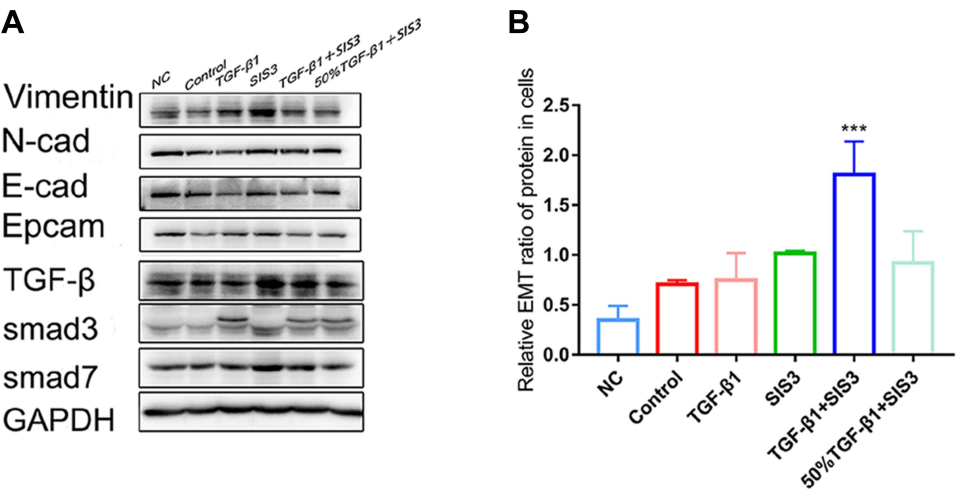 A
NC Control TGF-β1 SIS3 TGF-β1+SIS3 50%TGF-β1+SIS3
Vimentin
N-cad
E-cad
Epcam
TGF-β
smad3
smad7
GAPDH
B
Relative EMT ratio of protein in cells
2.5
2.0
1.5
1.0
0.5
0.0
***
NC Control TGF-β1 SIS3 TGF-β1+SIS3 50%TGF-β1+SIS3